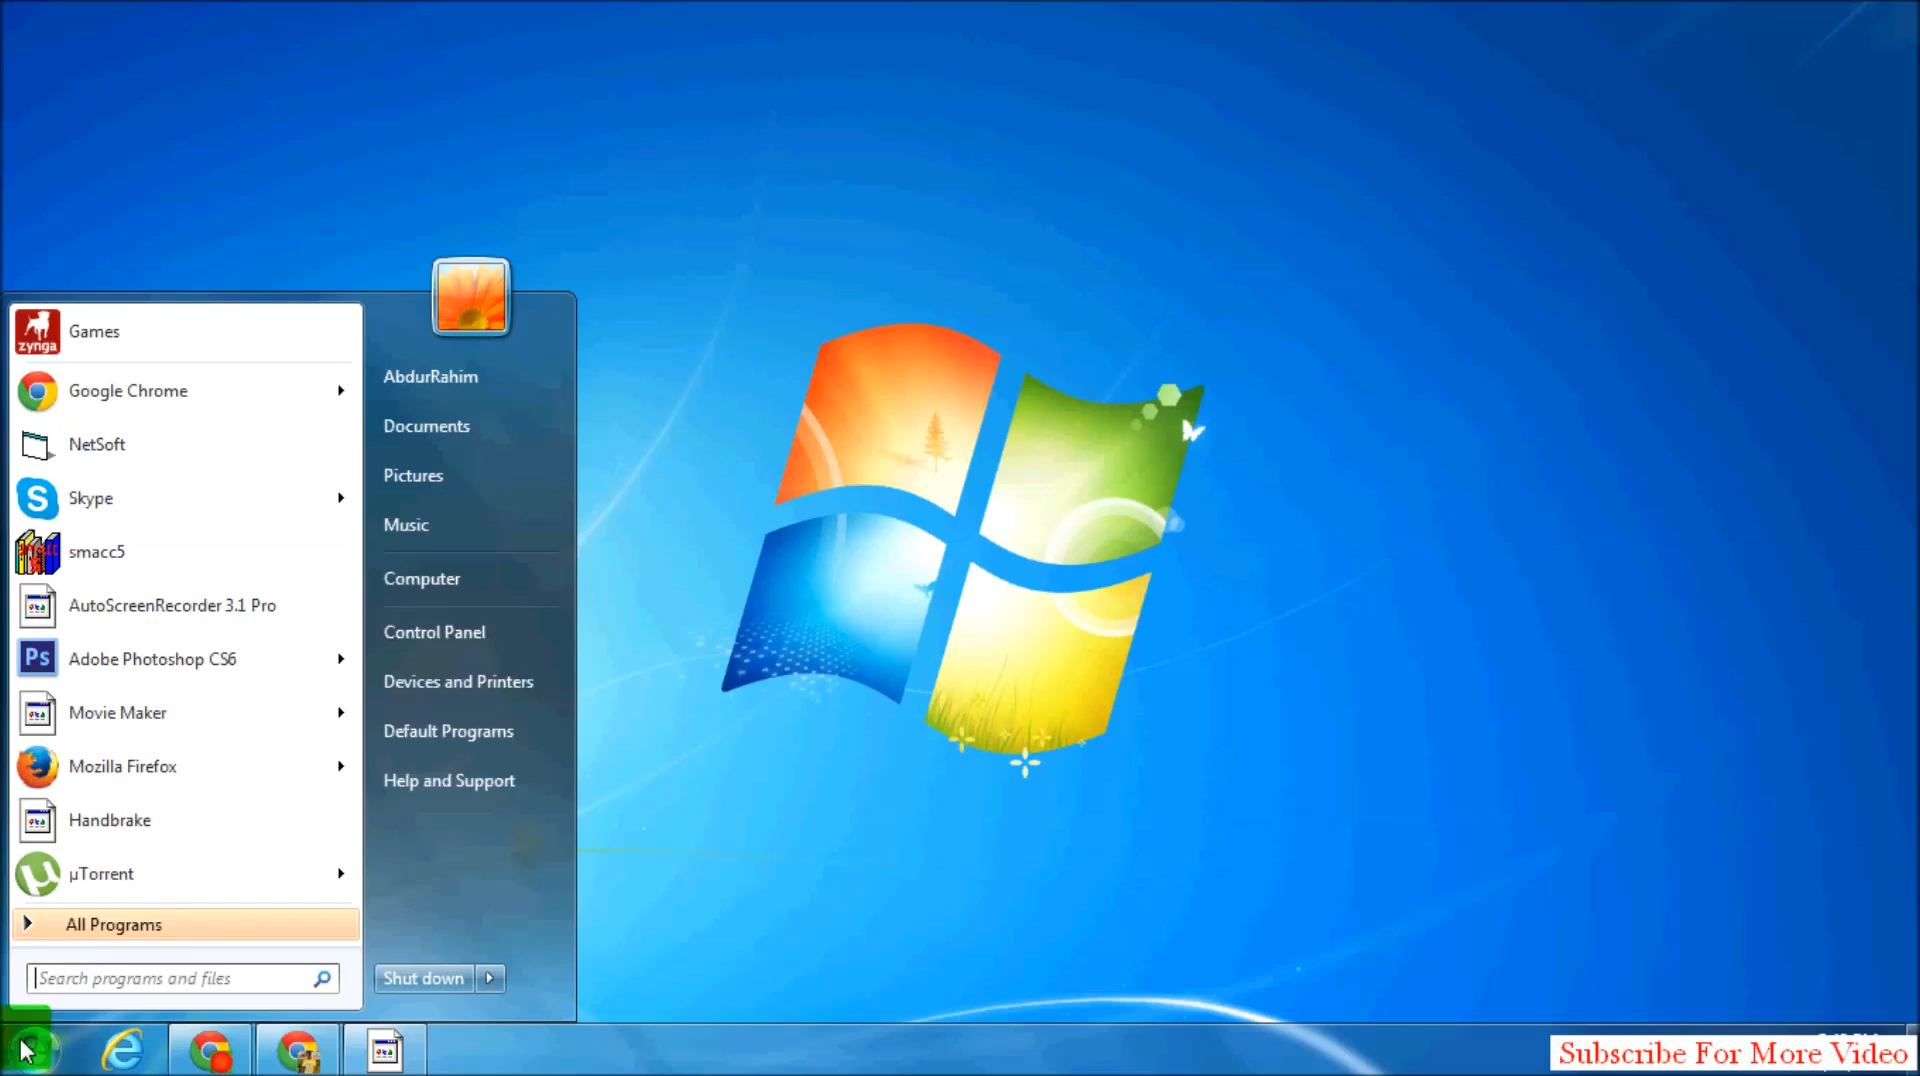 zynga
Games
Google Chrome
NetSoft
S
Skype
smacc5
AutoScreenRecorder 3.1 Pro
Ps
Adobe Photoshop CS6
Movie Maker
Mozilla Firefox
Handbrake
µ
µTorrent
All Programs
Search programs and files
AbdurRahim
Documents
Pictures
Music
Computer
Control Panel
Devices and Printers
Default Programs
Help and Support
Shut down
Subscribe For More Video